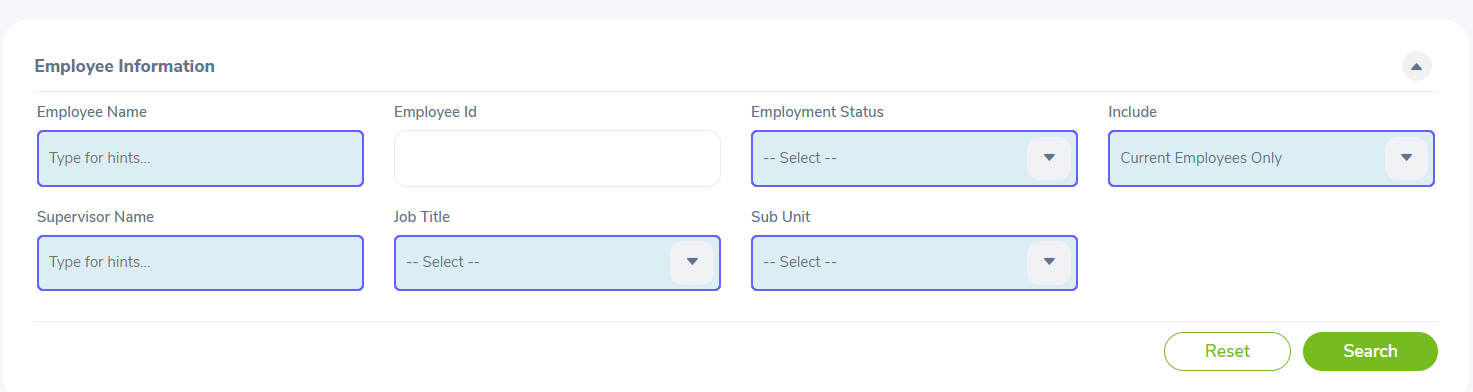 Employee Information
Employee Name
Employee Id
Employment Status
Include
Type for hints...
-- Select --
Current Employees Only
Supervisor Name
Job Title
Sub Unit
Type for hints...
-- Select --
-- Select --
Reset
Search